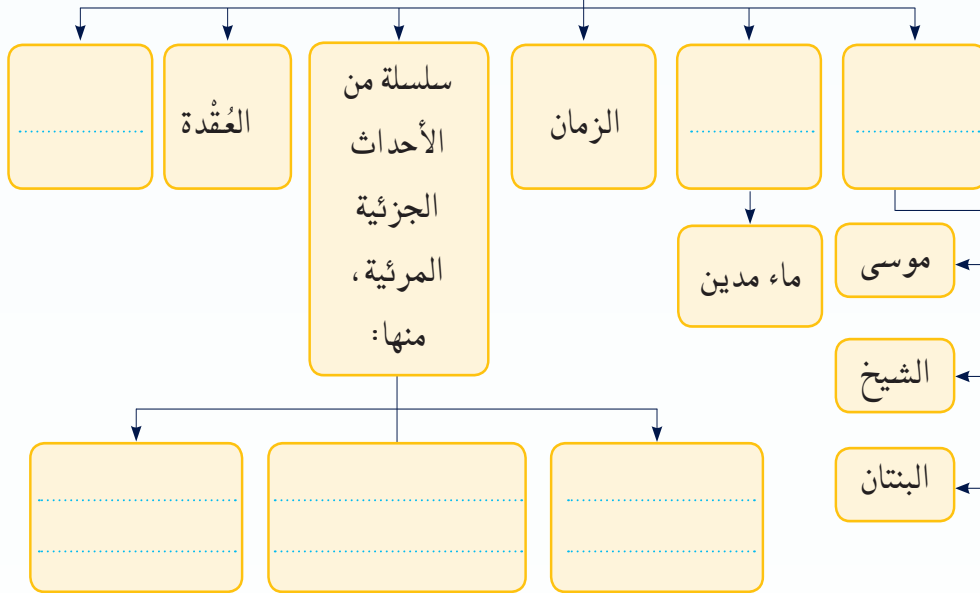 الزمان
سلسلة من
الأحداث
الجزئية
المرئية،
منها:
العُقْدة
موسى
ماء مدين
الشيخ
البنتان